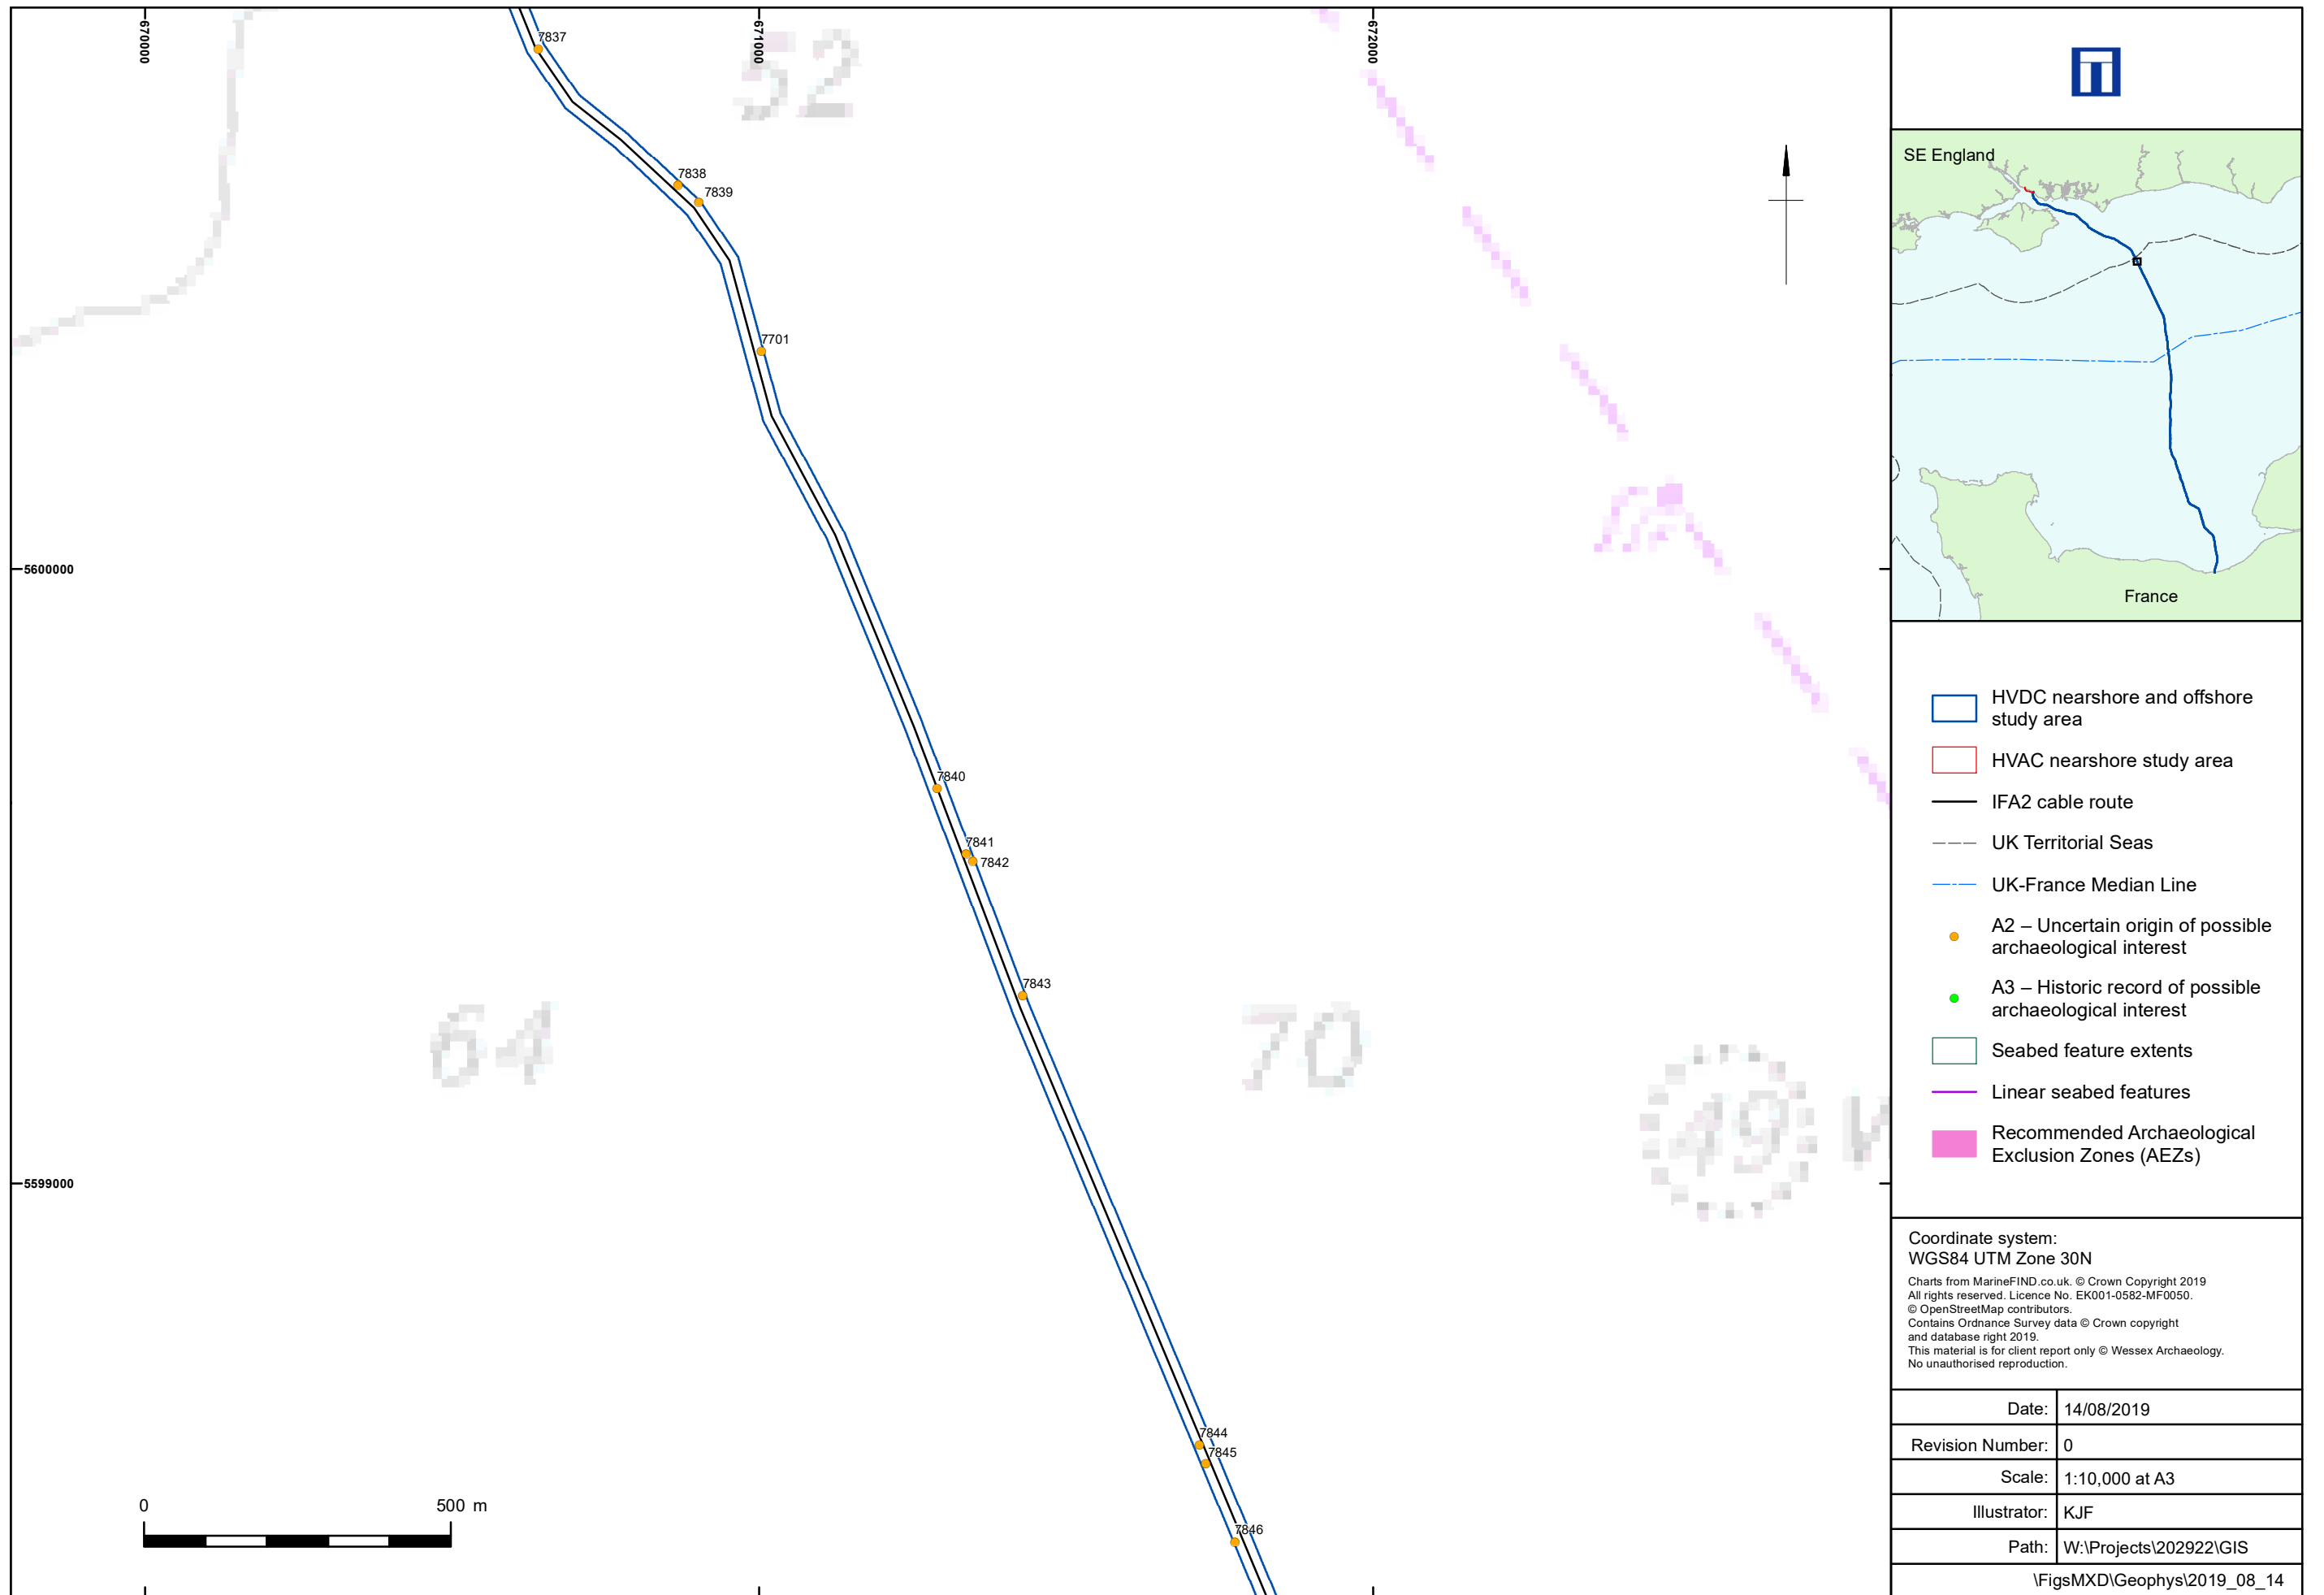 670000
671000
672000
7837
52
7838
7839
7701
5600000
7840
7841
7842
7843
64
70
49
5599000
7844
7845
7846
0 500 m
SE England
France
HVDC nearshore and offshore
study area
HVAC nearshore study area
IFA2 cable route
UK Territorial Seas
UK-France Median Line
A2 – Uncertain origin of possible
archaeological interest
A3 – Historic record of possible
archaeological interest
Seabed feature extents
Linear seabed features
Recommended Archaeological
Exclusion Zones (AEZs)
Coordinate system:
WGS84 UTM Zone 30N
Charts from MarineFIND.co.uk. © Crown Copyright 2019
All rights reserved. Licence No. EK001-0582-MF0050.
© OpenStreetMap contributors.
Contains Ordnance Survey data © Crown copyright
and database right 2019.
This material is for client report only © Wessex Archaeology.
No unauthorised reproduction.
Date: 14/08/2019
Revision Number: 0
Scale: 1:10,000 at A3
Illustrator: KJF
Path: W:\Projects\202922\GIS
\FigsMXD\Geophys\2019_08_14